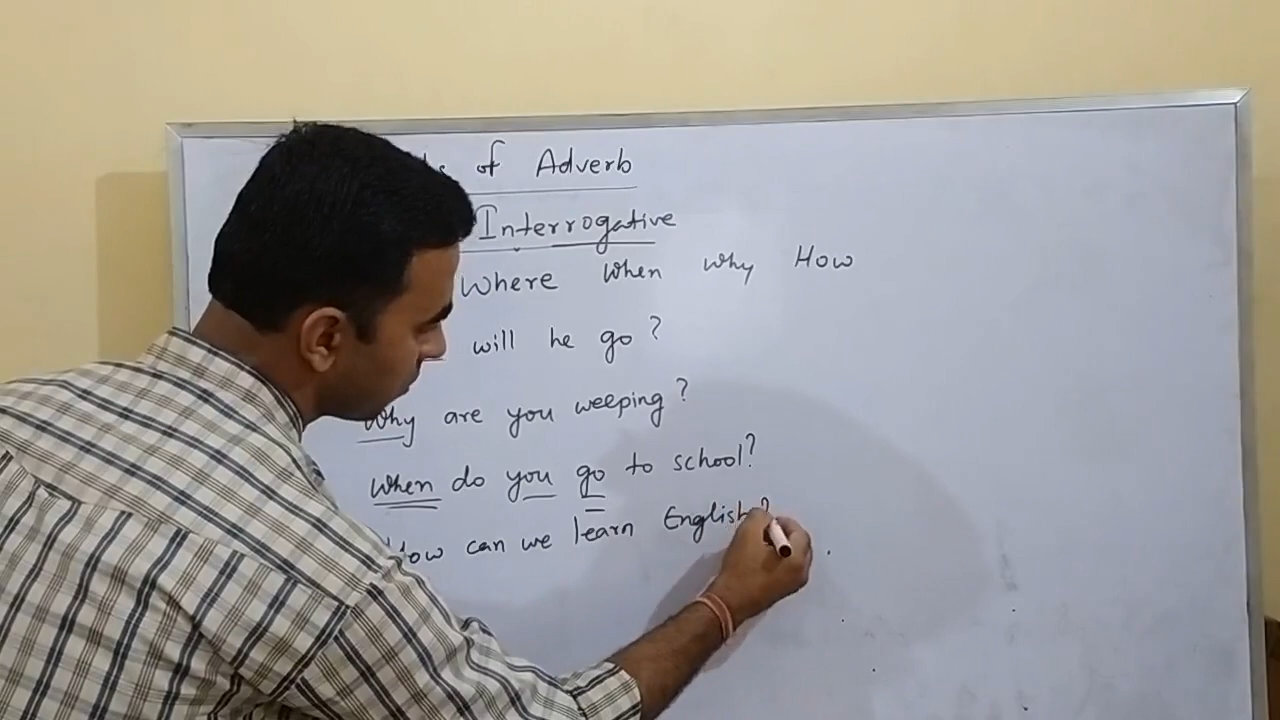 of Adverb
Interrogative
Where When Why How
will he go?
Why are you weeping?
When do you go to school?
How can we learn English?